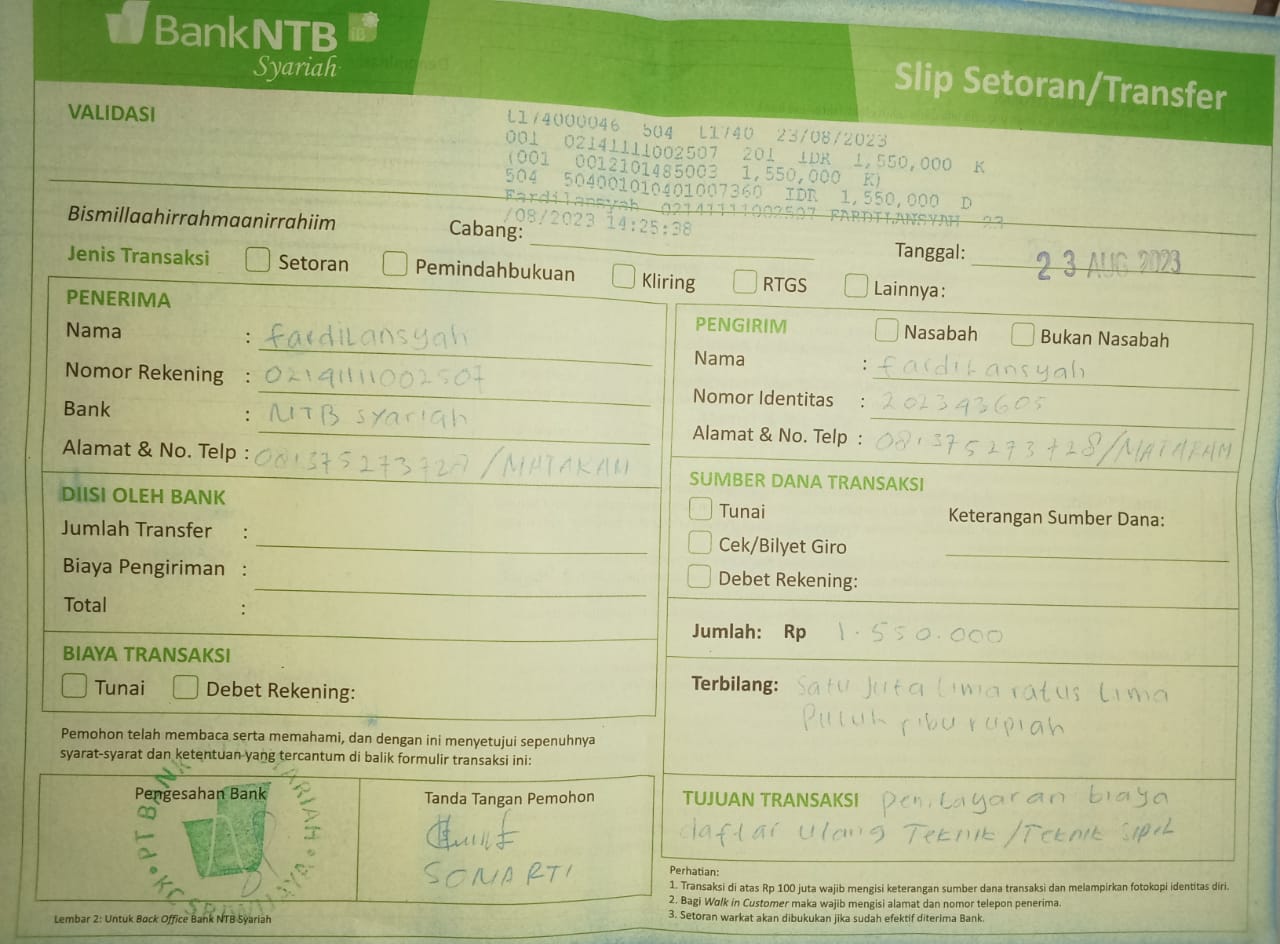 BankNTB iB
Syariah
Slip Setoran/Transfer
VALIDASI
L174000046 504 L1740 23/08/2023
001 02141111002507 201 IDR 1,550,000 K
(001 0012101485003 1,550,000 K)
504 504001010401007360 IDR 1,550,000 D
Fardilansyah 02141111002507 FARDILANSYAH 23
/08/2023 14:25:38
Bismillaahirrahmaanirrahiim
Cabang:
Tanggal: 23 AUG 2023
Jenis Transaksi Setoran Pemindahbukuan Kliring RTGS Lainnya:
PENERIMA
Nama : fardiLansyah
Nomor Rekening : 02141111002507
Bank : NTB syariah
Alamat & No. Telp : 081375273728 /MATARAM
DIISI OLEH BANK
Jumlah Transfer :
Biaya Pengiriman :
Total :
BIAYA TRANSAKSI
Tunai Debet Rekening:
PENGIRIM Nasabah Bukan Nasabah
Nama : fardiLansyah
Nomor Identitas : 202343605
Alamat & No. Telp : 081375273728/MATARAM
SUMBER DANA TRANSAKSI
Tunai Keterangan Sumber Dana:
Cek/Bilyet Giro
Debet Rekening:
Jumlah: Rp 1.550.000
Terbilang: Satu Juta Lima ratus Lima
Puluh ribu rupiah
TUJUAN TRANSAKSI biaya
daftar ulang Teknik/Teknik Sipil
Pemohon telah membaca serta memahami, dan dengan ini menyetujui sepenuhnya
syarat-syarat dan ketentuan yang tercantum di balik formulir transaksi ini:
Pengesahan Bank
PT BANK NTB SYARIAH
KC SRIWIJAYA
Tanda Tangan Pemohon
SONARTI
Perhatian:
1. Transaksi di atas Rp 100 juta wajib mengisi keterangan sumber dana transaksi dan melampirkan fotokopi identitas diri.
2. Bagi Walk in Customer maka wajib mengisi alamat dan nomor telepon penerima.
3. Setoran warkat akan dibukukan jika sudah efektif diterima Bank.
Lembar 2: Untuk Back Office Bank NTB Syariah